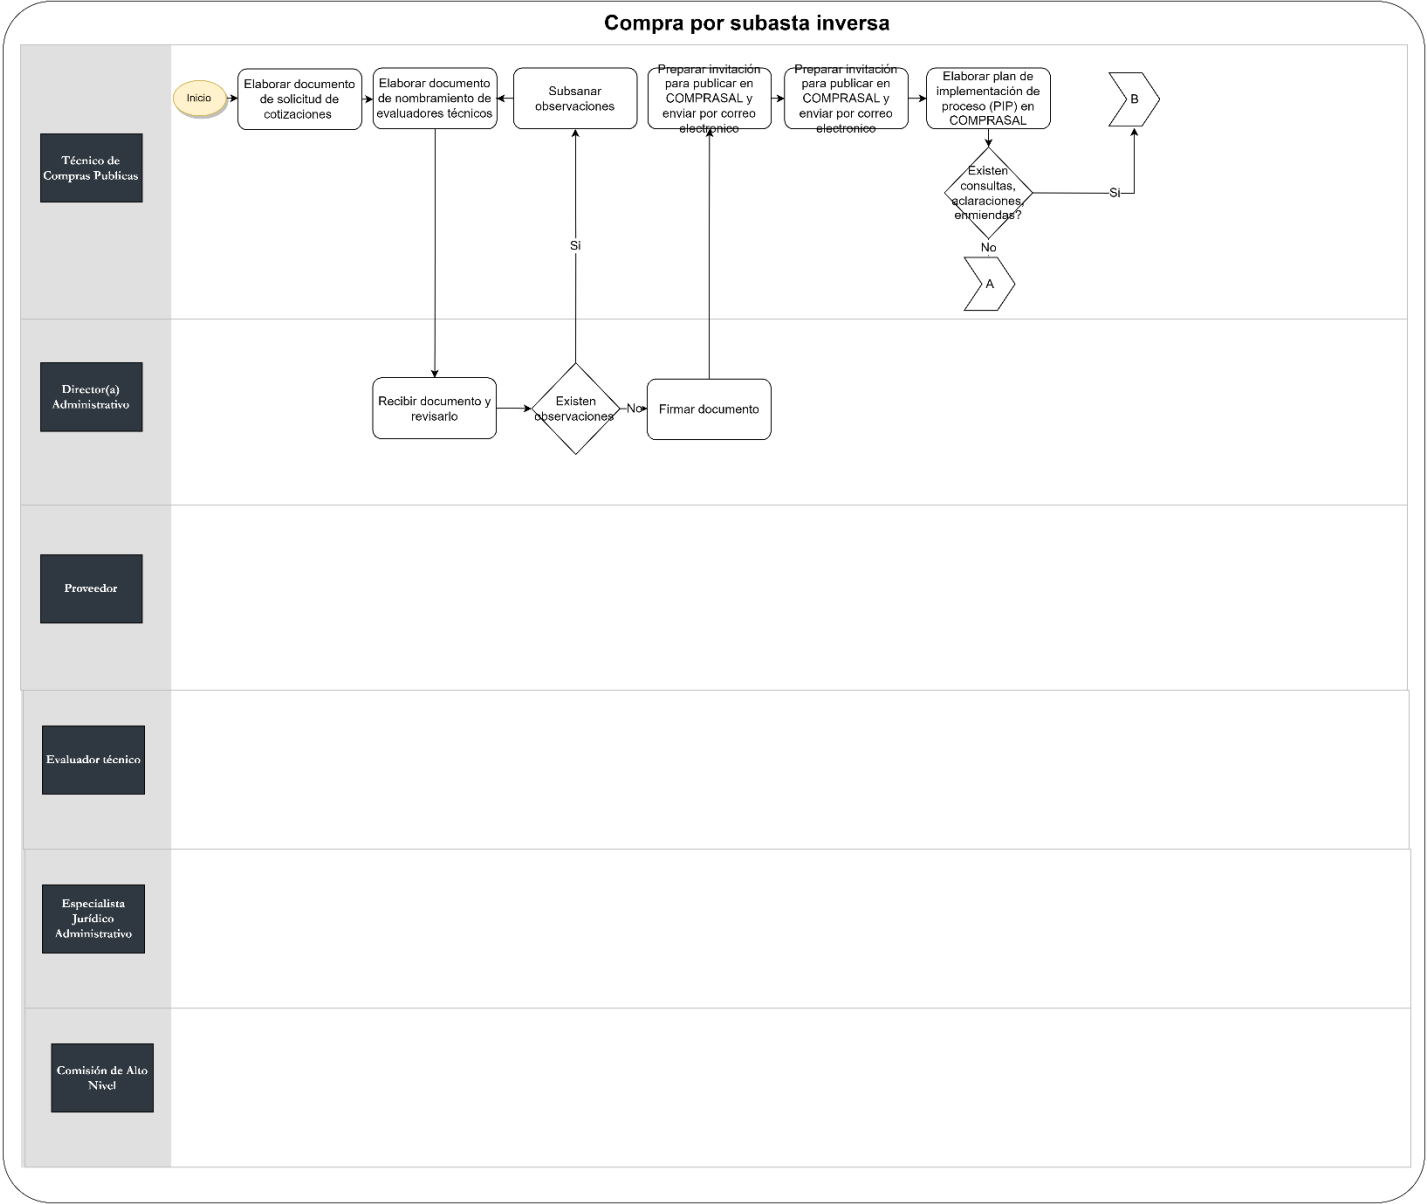 Compra por subasta inversa
Inicio
Elaborar documento
de solicitud de
cotizaciones
Elaborar documento
de nombramiento de
evaluadores técnicos
Subsanar
observaciones
Preparar invitación
para publicar en
COMPRASAL y
enviar por correo
electronico
Preparar invitación
para publicar en
COMPRASAL y
enviar por correo
electronico
Elaborar plan de
implementación de
proceso (PIP) en
COMPRASAL
B
Técnico de
Compras Publicas
Existen
consultas,
aclaraciones,
enmiendas?
Si
Si
No
A
Director(a)
Administrativo
Recibir documento y
revisarlo
Existen
observaciones
No
Firmar documento
Proveedor
Evaluador técnico
Especialista
Jurídico
Administrativo
Comisión de Alto
Nivel